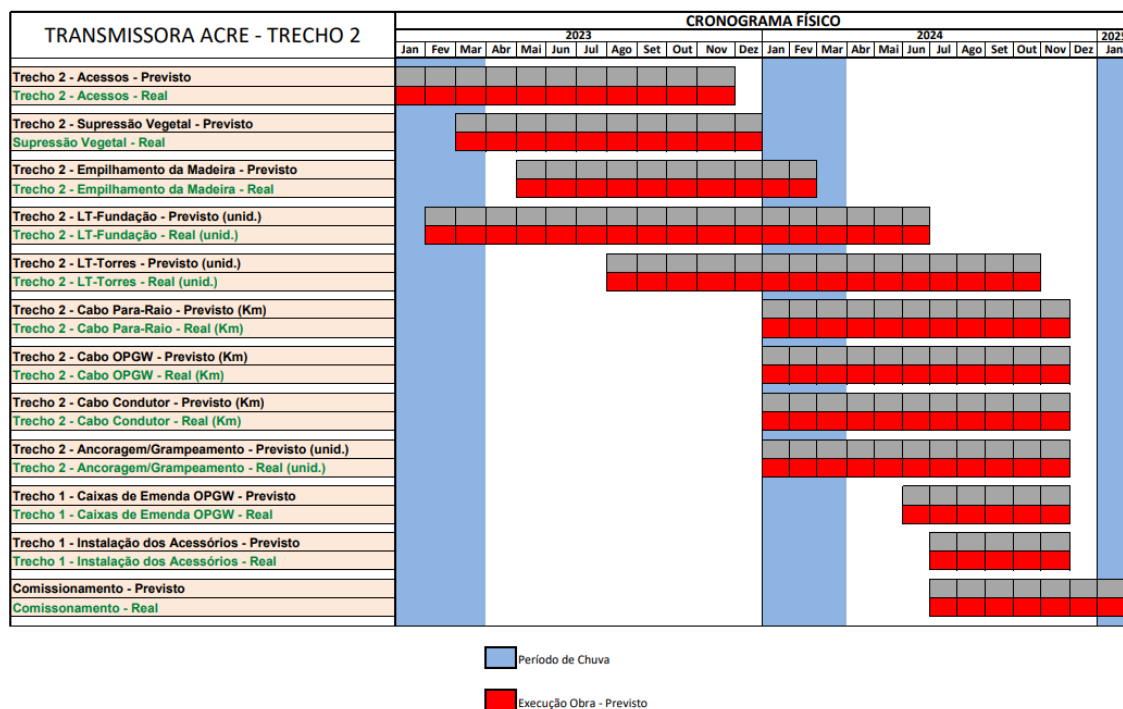 TRANSMISSORA ACRE - TRECHO 2
CRONOGRAMA FÍSICO
2023 2024 2025
Jan Fev Mar Abr Mai Jun Jul Ago Set Out Nov Dez Jan Fev Mar Abr Mai Jun Jul Ago Set Out Nov Dez Jan
Trecho 2 - Acessos - Previsto
Trecho 2 - Acessos - Real
Trecho 2 - Supressão Vegetal - Previsto
Supressão Vegetal - Real
Trecho 2 - Empilhamento da Madeira - Previsto
Trecho 2 - Empilhamento da Madeira - Real
Trecho 2 - LT-Fundação - Previsto (unid.)
Trecho 2 - LT-Fundação - Real (unid.)
Trecho 2 - LT-Torres - Previsto (unid.)
Trecho 2 - LT-Torres - Real (unid.)
Trecho 2 - Cabo Para-Raio - Previsto (Km)
Trecho 2 - Cabo Para-Raio - Real (Km)
Trecho 2 - Cabo OPGW - Previsto (Km)
Trecho 2 - Cabo OPGW - Real (Km)
Trecho 2 - Cabo Condutor - Previsto (Km)
Trecho 2 - Cabo Condutor - Real (Km)
Trecho 2 - Ancoragem/Grampeamento - Previsto (unid.)
Trecho 2 - Ancoragem/Grampeamento - Real (unid.)
Trecho 1 - Caixas de Emenda OPGW - Previsto
Trecho 1 - Caixas de Emenda OPGW - Real
Trecho 1 - Instalação dos Acessórios - Previsto
Trecho 1 - Instalação dos Acessórios - Real
Comissionamento - Previsto
Comissonamento - Real
Período de Chuva
Execução Obra - Previsto